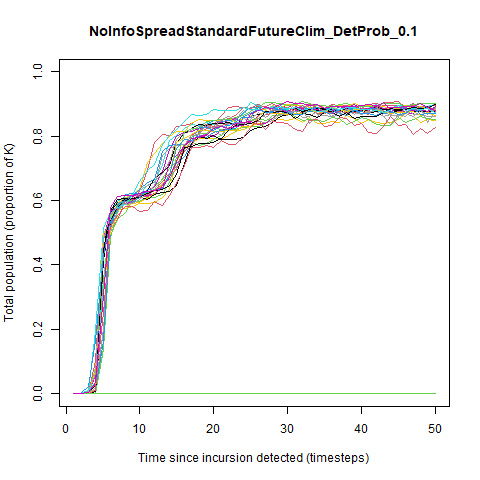 NoInfoSpreadStandardFutureClim_DetProb_0.1
Total population (proportion of K)
1.0
0.8
0.6
0.4
0.2
0.0
0 10 20 30 40 50
Time since incursion detected (timesteps)